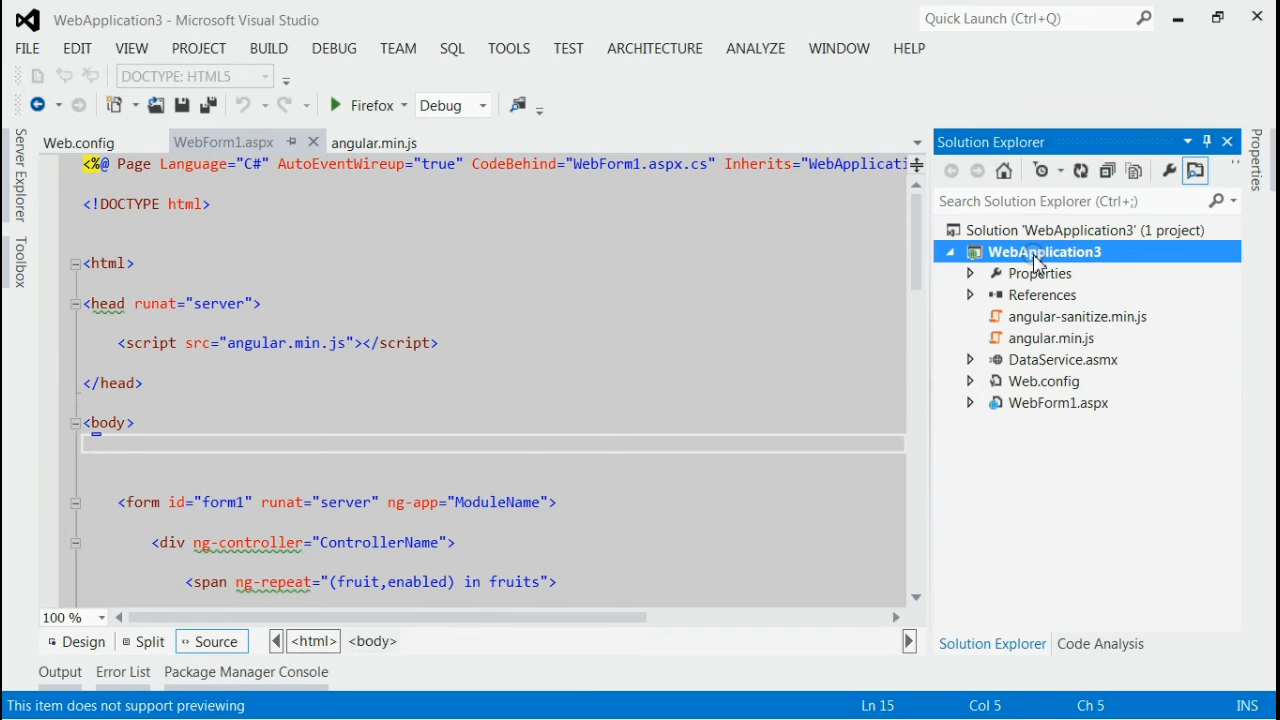 WebApplication3 - Microsoft Visual Studio
Quick Launch (Ctrl+Q)
FILE EDIT VIEW PROJECT BUILD DEBUG TEAM SQL TOOLS TEST ARCHITECTURE ANALYZE WINDOW HELP
DOCTYPE: HTML5
Firefox Debug
Server Explorer
Toolbox
Web.config WebForm1.aspx angular.min.js
<%@ Page Language="C#" AutoEventWireup="true" CodeBehind="WebForm1.aspx.cs" Inherits="WebApplicati
<!DOCTYPE html>
<html>
<head runat="server">
<script src="angular.min.js"></script>
</head>
<body>
<form id="form1" runat="server" ng-app="ModuleName">
<div ng-controller="ControllerName">
<span ng-repeat="(fruit,enabled) in fruits">
100 %
Design Split Source <html> <body>
Solution Explorer
Search Solution Explorer (Ctrl+;)
Solution 'WebApplication3' (1 project)
WebApplication3
Properties
References
angular-sanitize.min.js
angular.min.js
DataService.asmx
Web.config
WebForm1.aspx
Solution Explorer Code Analysis
Properties
Output Error List Package Manager Console
This item does not support previewing Ln 15 Col 5 Ch 5 INS